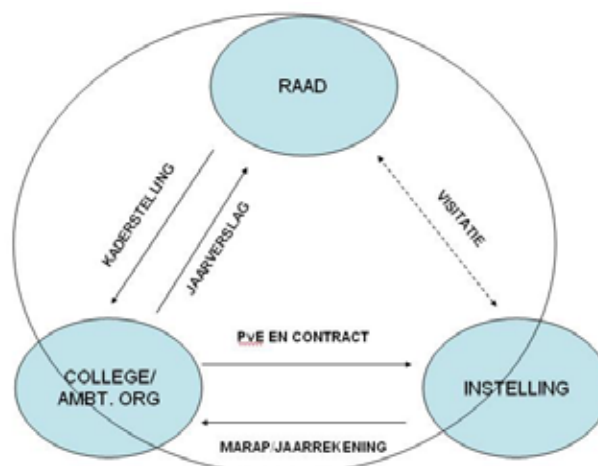 RAAD
KADERSTELLING
JAARVERSLAG
VISITATIE
PvE EN CONTRACT
COLLEGE/
AMBT. ORG
INSTELLING
MARAP/JAARREKENING